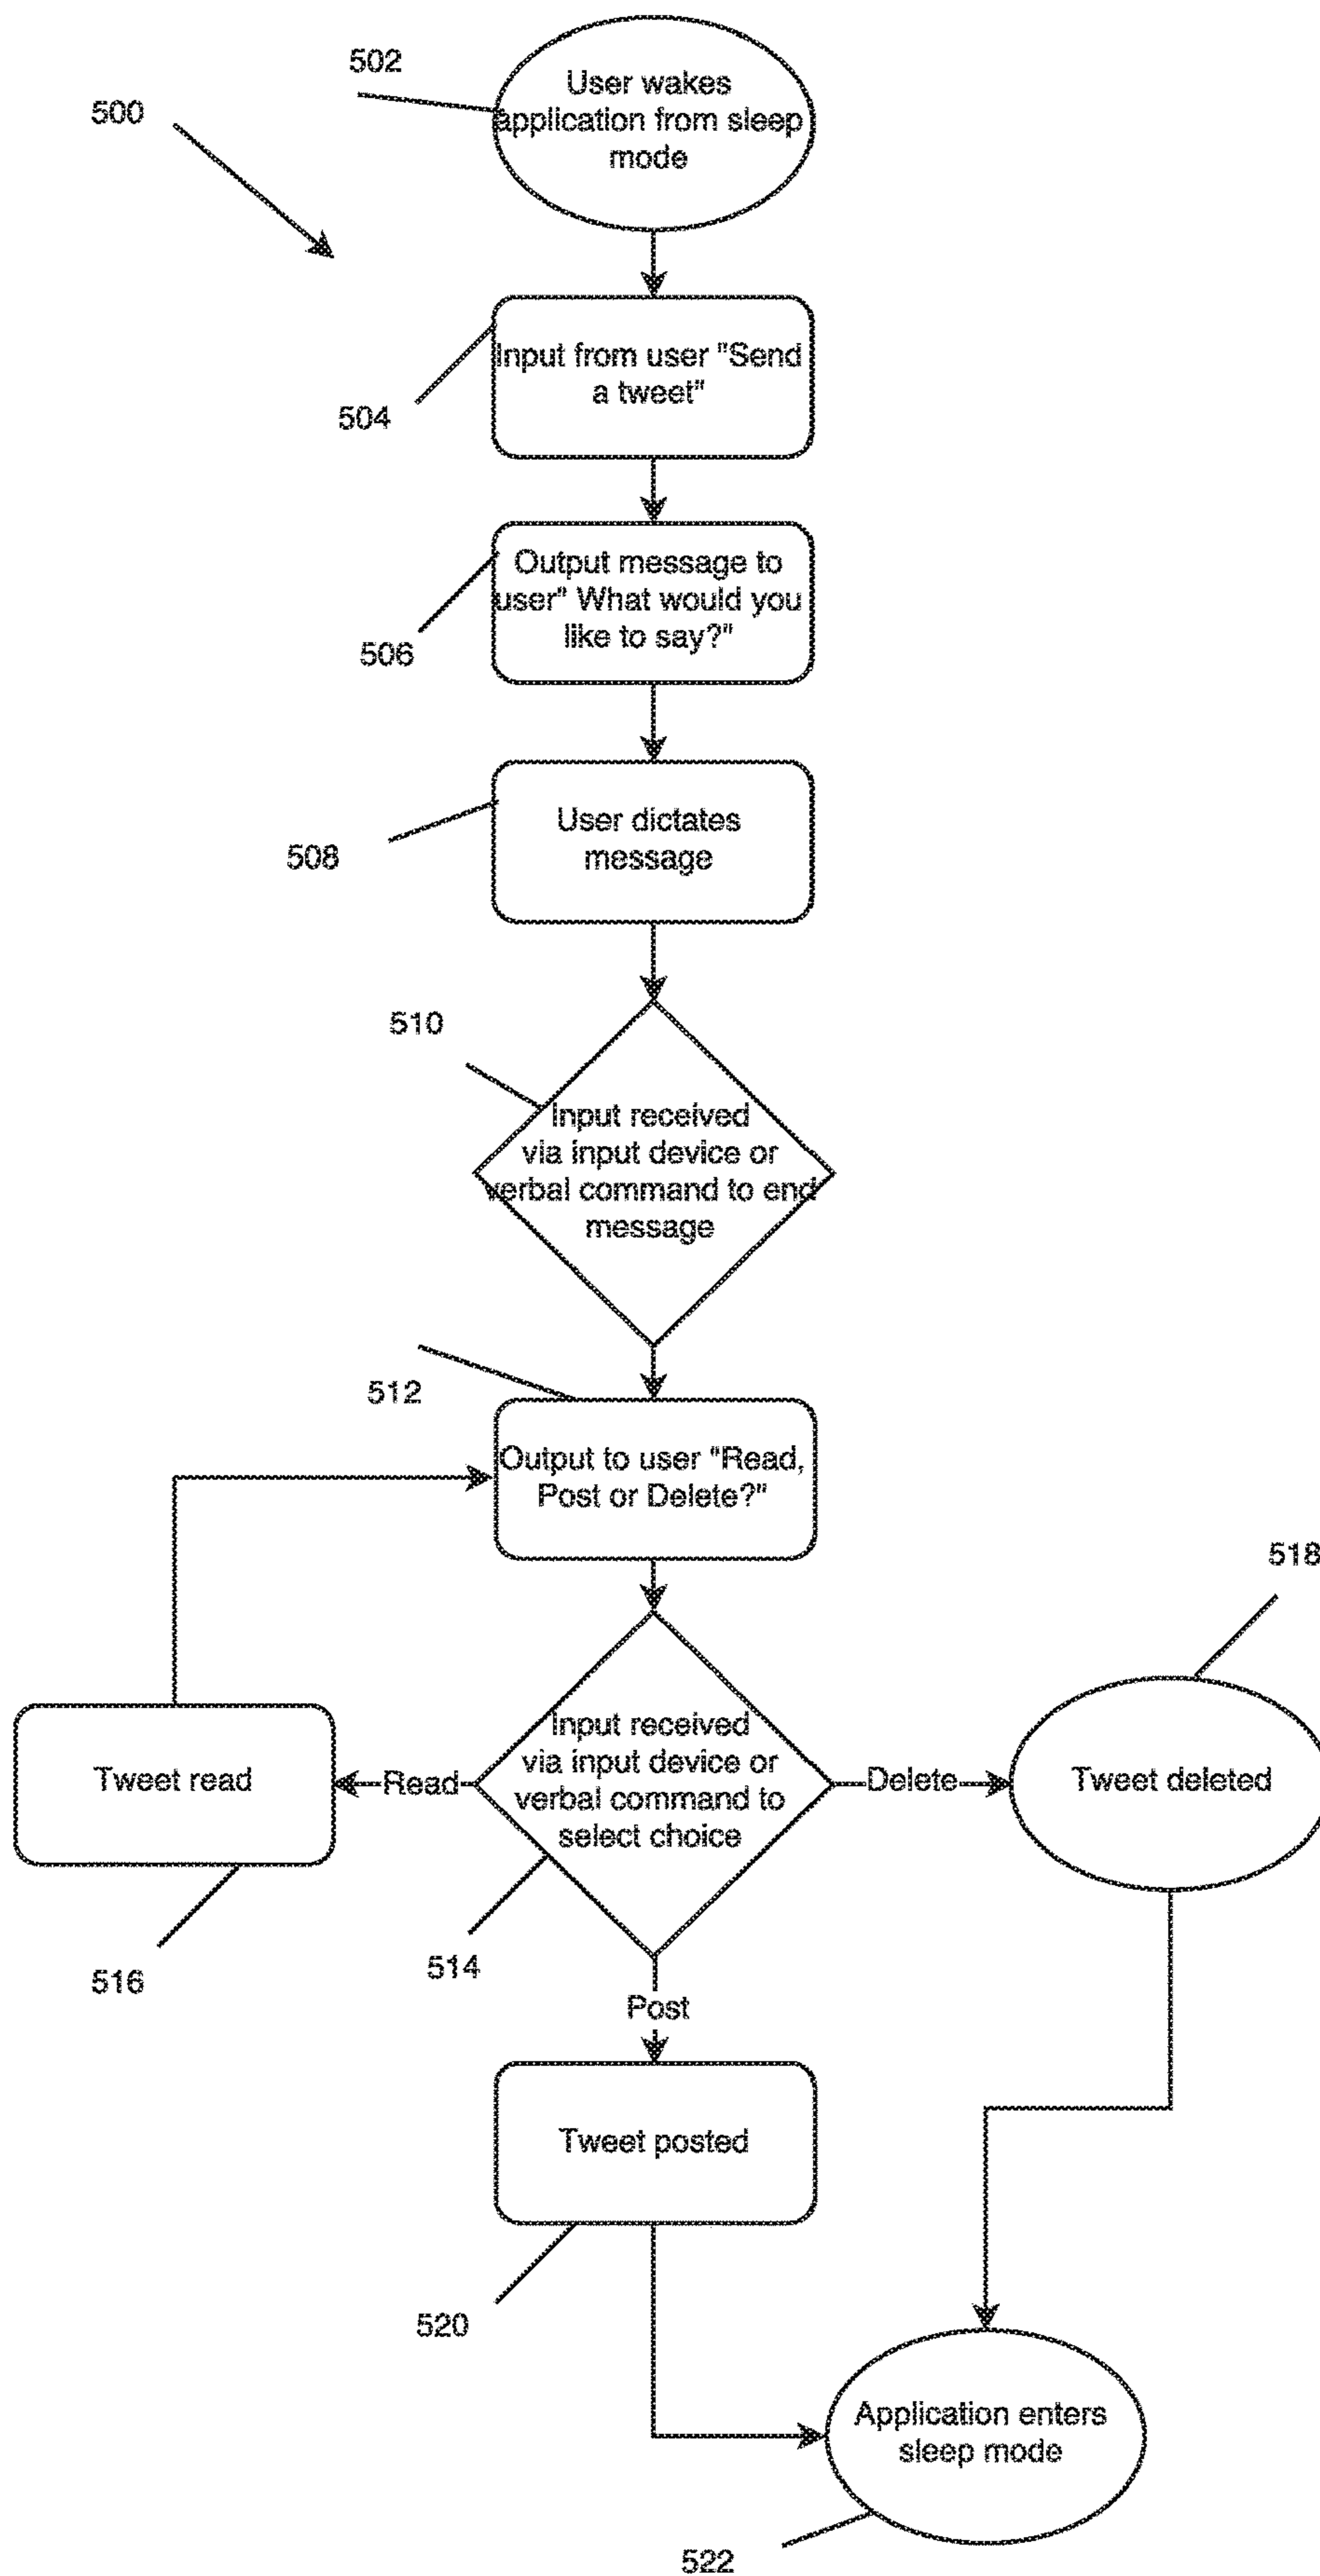 502
User wakes
application from sleep
mode
500
Input from user "Send
a tweet"
504
Output message to
user" What would you
like to say?"
506
User dictates
message
508
510
Input received
via input device or
verbal command to end
message
512
Output to user "Read,
Post or Delete?"
518
Tweet read
Read
Input received
via input device or
verbal command to
select choice
Delete
Tweet deleted
516
514
Post
Tweet posted
520
Application enters
sleep mode
522